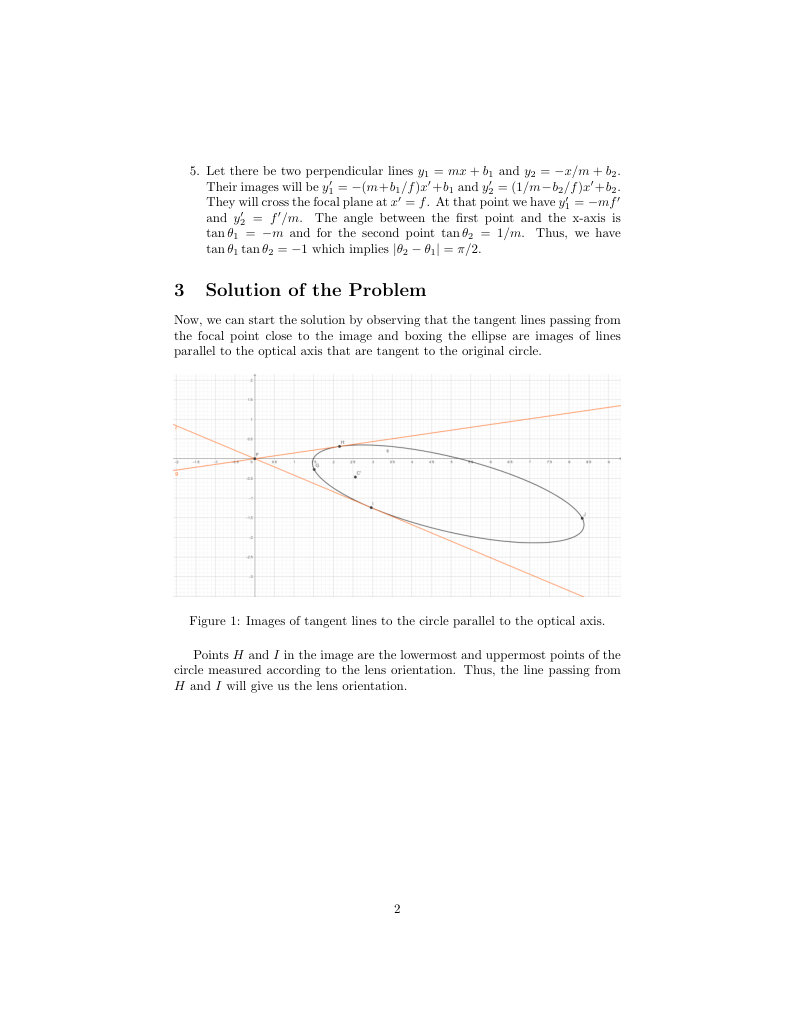 5. Let there be two perpendicular lines y₁ = mx + b₁ and y₂ = −x/m + b₂.
Their images will be y′₁ = −(m+b₁/f)x′+b₁ and y′₂ = (1/m−b₂/f)x′+b₂.
They will cross the focal plane at x′ = f. At that point we have y′₁ = −mf′
and y′₂ = f′/m. The angle between the first point and the x-axis is
tan θ₁ = −m and for the second point tan θ₂ = 1/m. Thus, we have
tan θ₁ tan θ₂ = −1 which implies |θ₂ − θ₁| = π/2.
3 Solution of the Problem
Now, we can start the solution by observing that the tangent lines passing from
the focal point close to the image and boxing the ellipse are images of lines
parallel to the optical axis that are tangent to the original circle.
H
F
G
C
I
Figure 1: Images of tangent lines to the circle parallel to the optical axis.
Points H and I in the image are the lowermost and uppermost points of the
circle measured according to the lens orientation. Thus, the line passing from
H and I will give us the lens orientation.
2